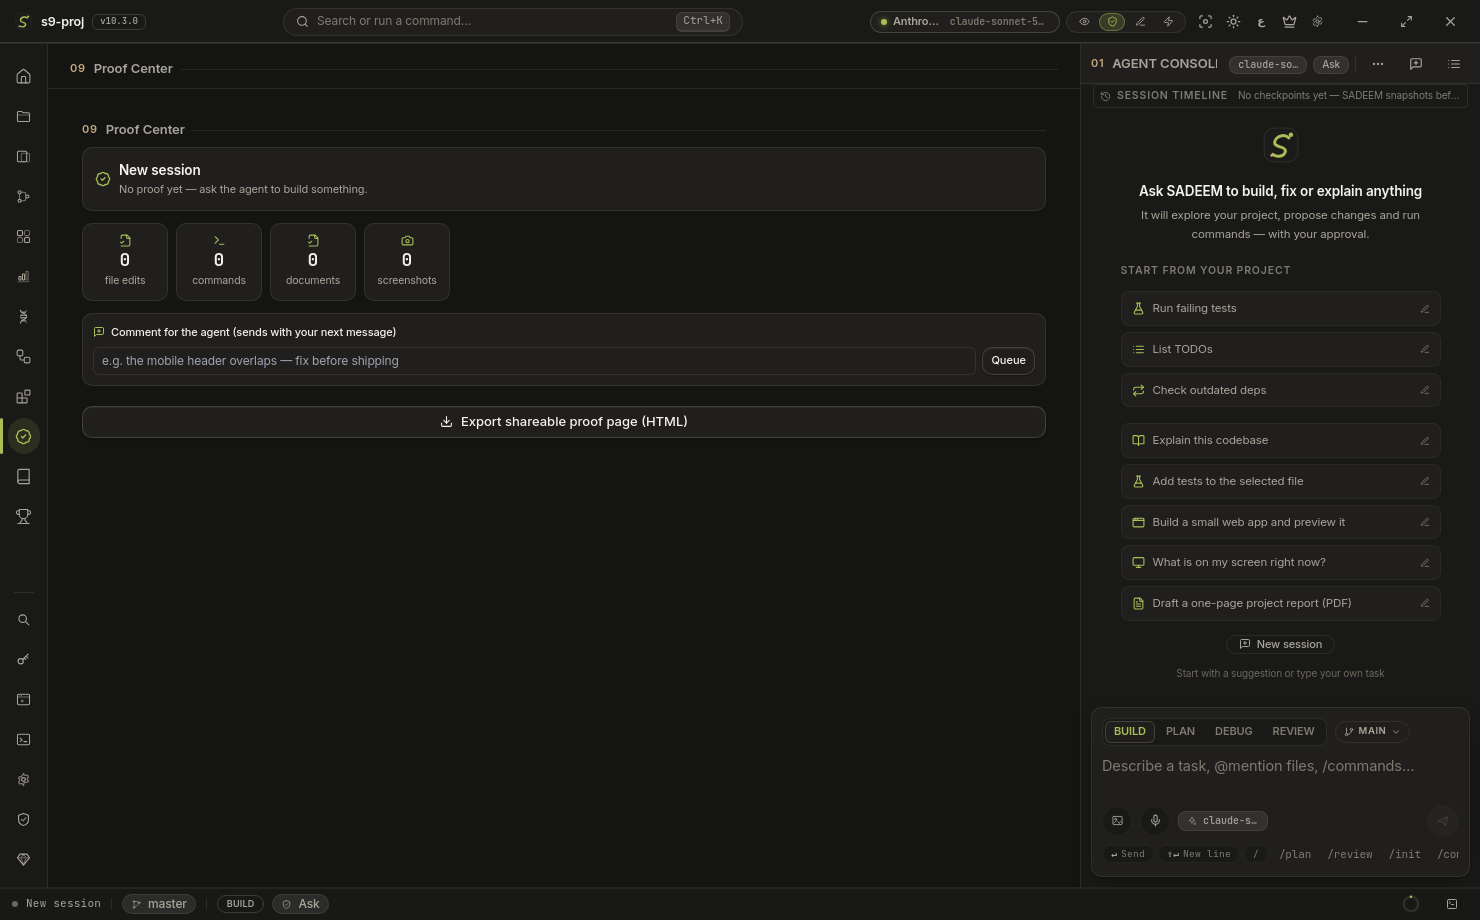 s9-proj v10.3.0 Search or run a command... Ctrl+K Anthro... claude-sonnet-5... ع
09 Proof Center
09 Proof Center
New session
No proof yet — ask the agent to build something.
0 0 0 0
file edits commands documents screenshots
Comment for the agent (sends with your next message)
e.g. the mobile header overlaps — fix before shipping
Queue
Export shareable proof page (HTML)
01 AGENT CONSOL claude-so... Ask
SESSION TIMELINE No checkpoints yet — SADEEM snapshots bef...
Ask SADEEM to build, fix or explain anything
It will explore your project, propose changes and run
commands — with your approval.
START FROM YOUR PROJECT
Run failing tests
List TODOs
Check outdated deps
Explain this codebase
Add tests to the selected file
Build a small web app and preview it
What is on my screen right now?
Draft a one-page project report (PDF)
New session
Start with a suggestion or type your own task
BUILD PLAN DEBUG REVIEW MAIN
Describe a task, @mention files, /commands...
claude-s...
↵ Send ⇧↵ New line / /plan /review /init /con
New session master BUILD Ask